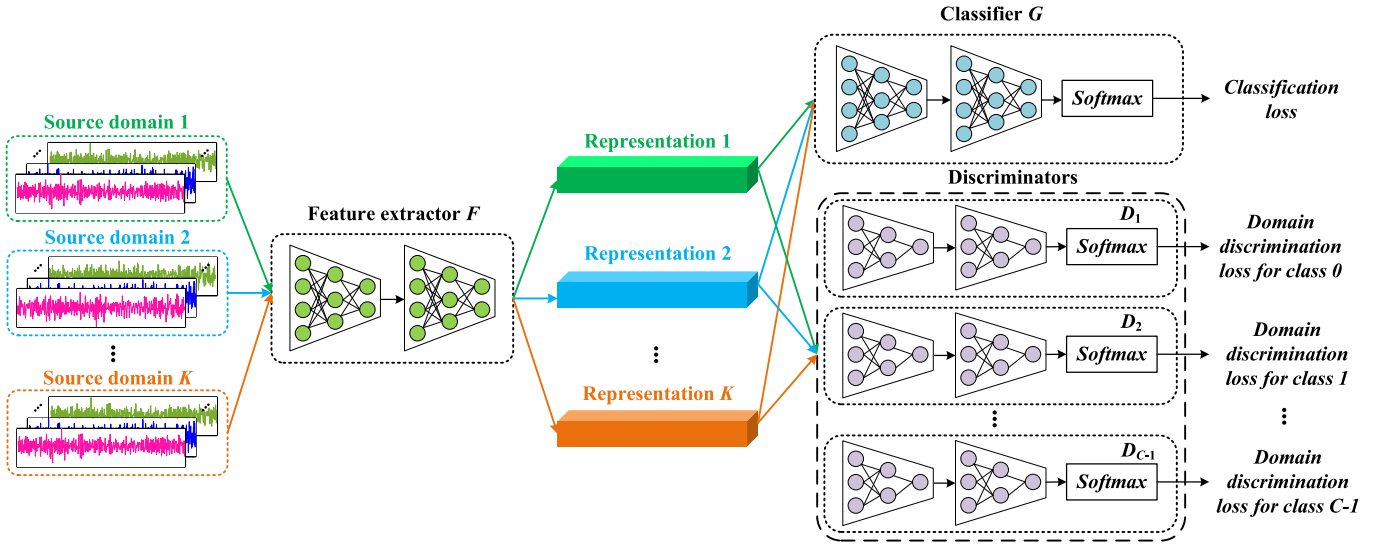 Source domain 1
Source domain 2
Source domain K
Feature extractor F
Representation 1
Representation 2
Representation K
Classifier G
Softmax
Classification
loss
Discriminators
D1
Softmax
Domain
discrimination
loss for class 0
D2
Softmax
Domain
discrimination
loss for class 1
DC-1
Softmax
Domain
discrimination
loss for class C-1